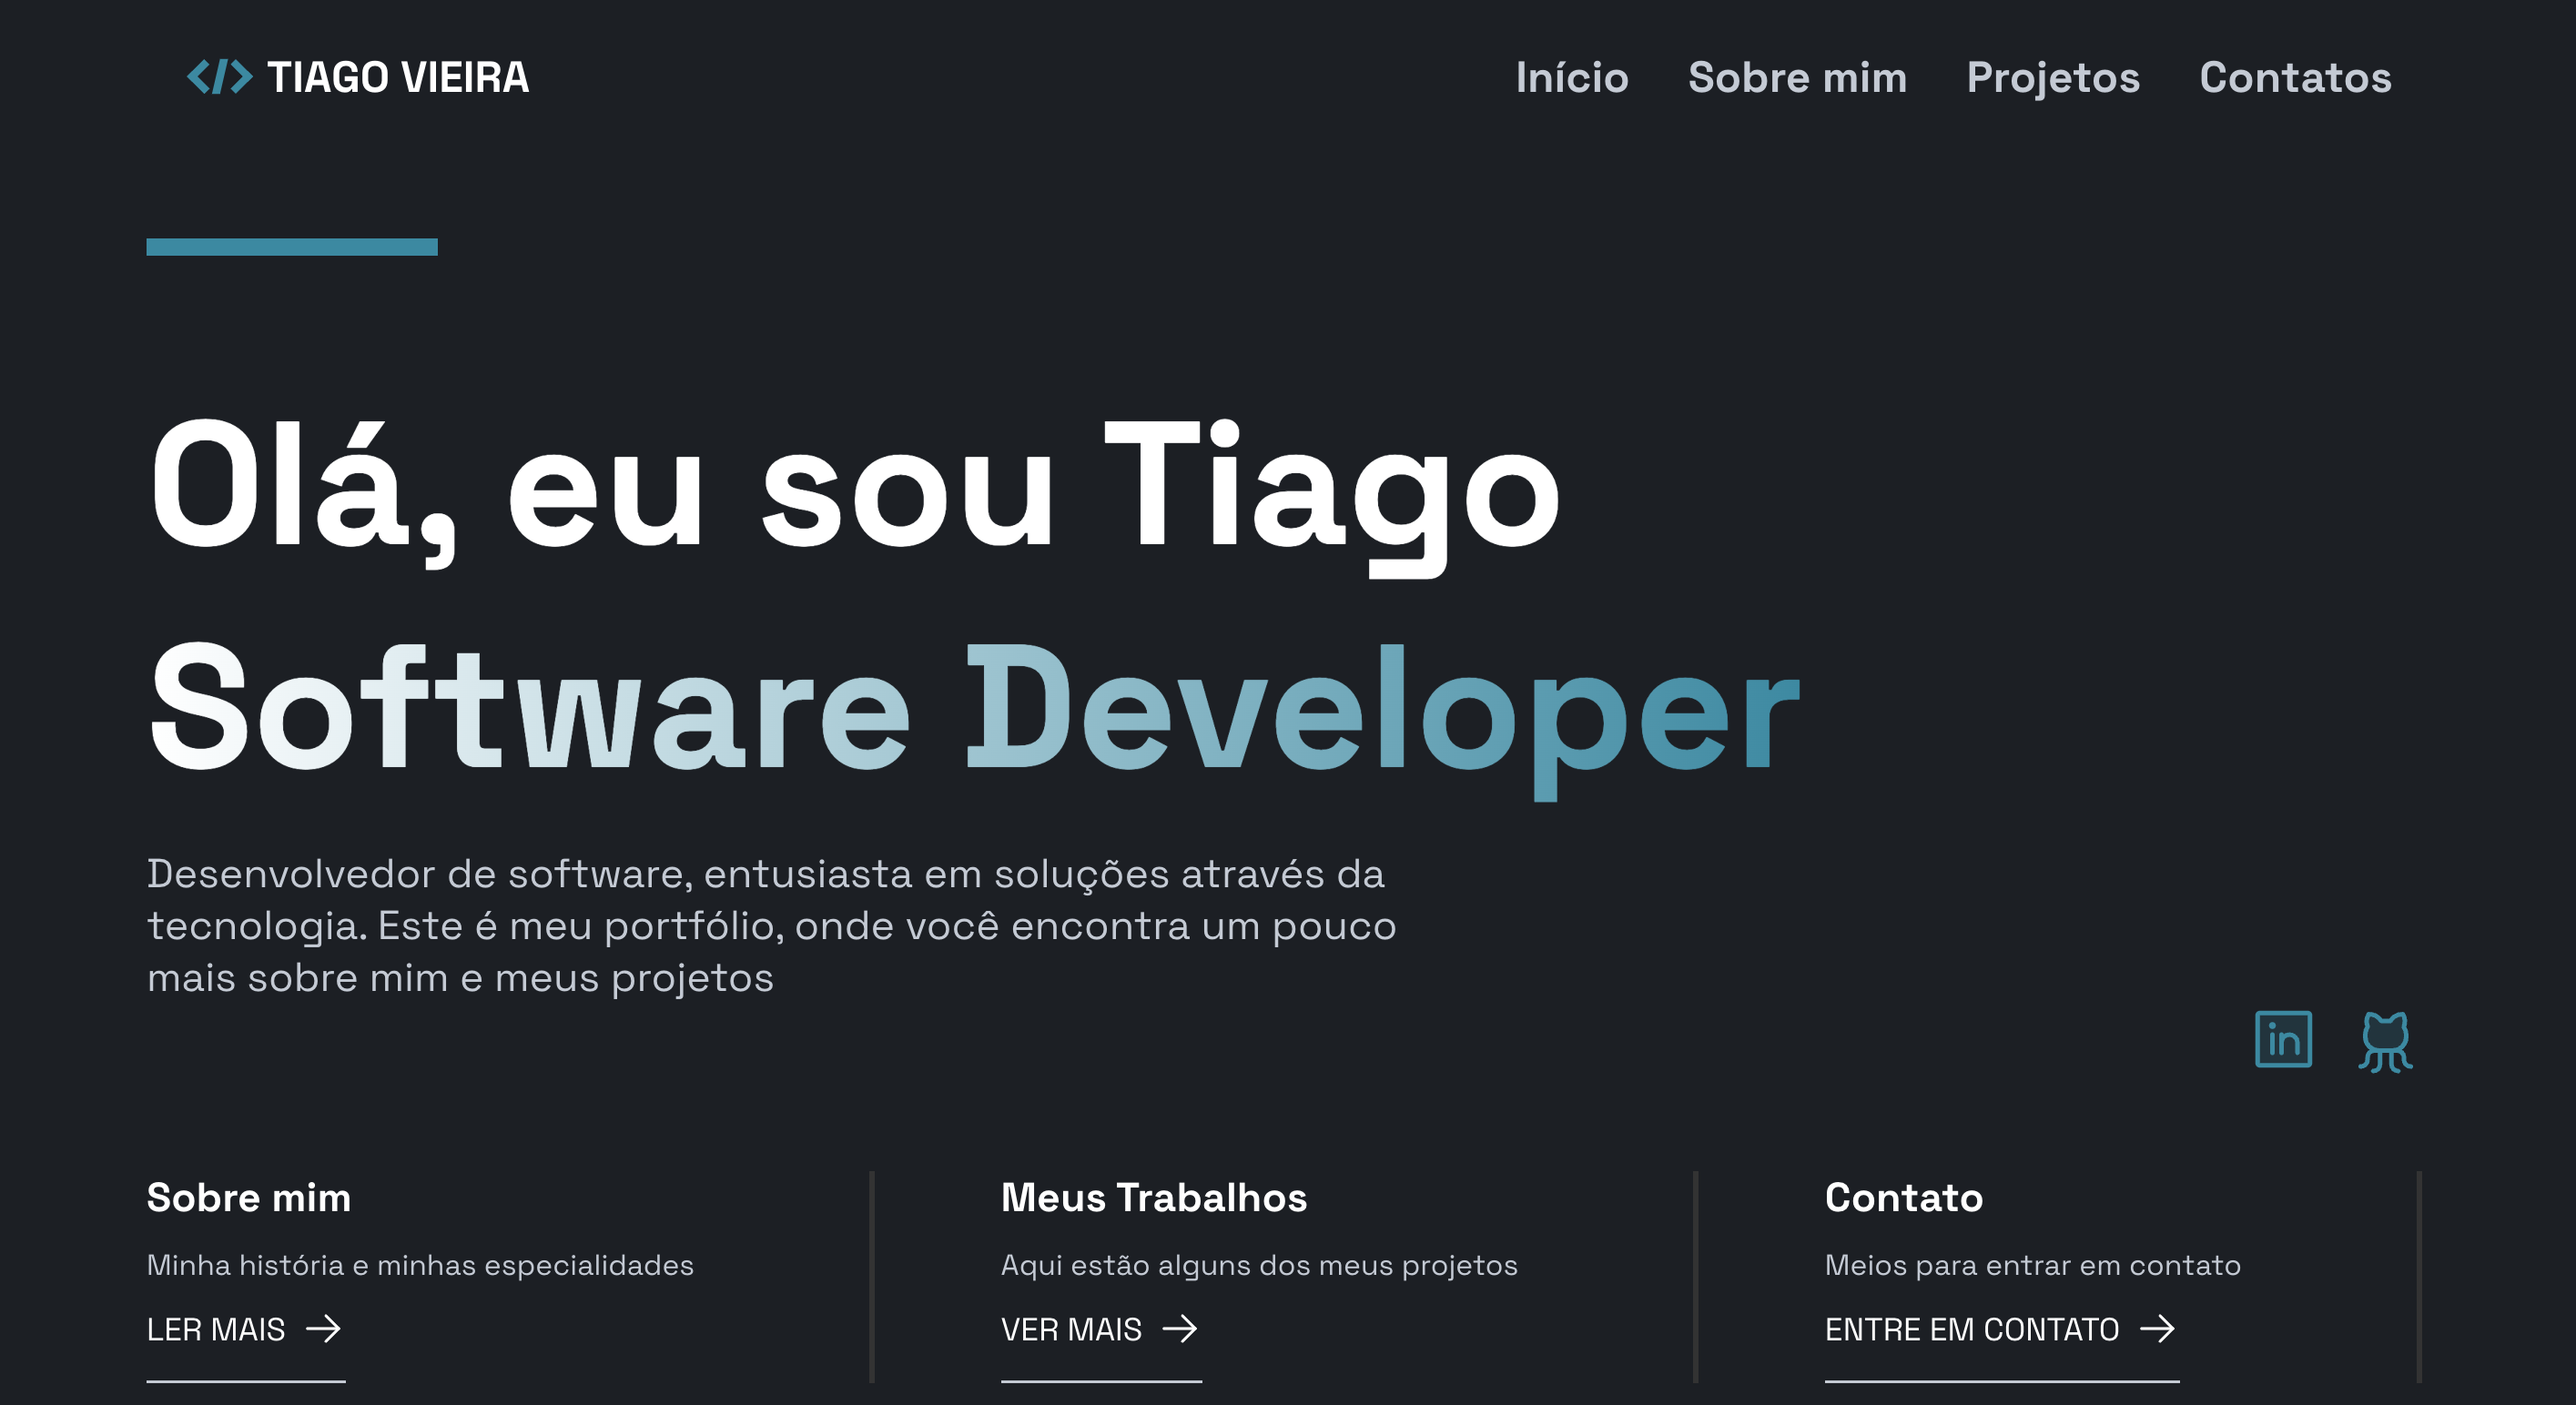 </> TIAGO VIEIRA
Início Sobre mim Projetos Contatos
Olá, eu sou Tiago
Software Developer
Desenvolvedor de software, entusiasta em soluções através da
tecnologia. Este é meu portfólio, onde você encontra um pouco
mais sobre mim e meus projetos
in
Sobre mim
Minha história e minhas especialidades
LER MAIS →
Meus Trabalhos
Aqui estão alguns dos meus projetos
VER MAIS →
Contato
Meios para entrar em contato
ENTRE EM CONTATO →